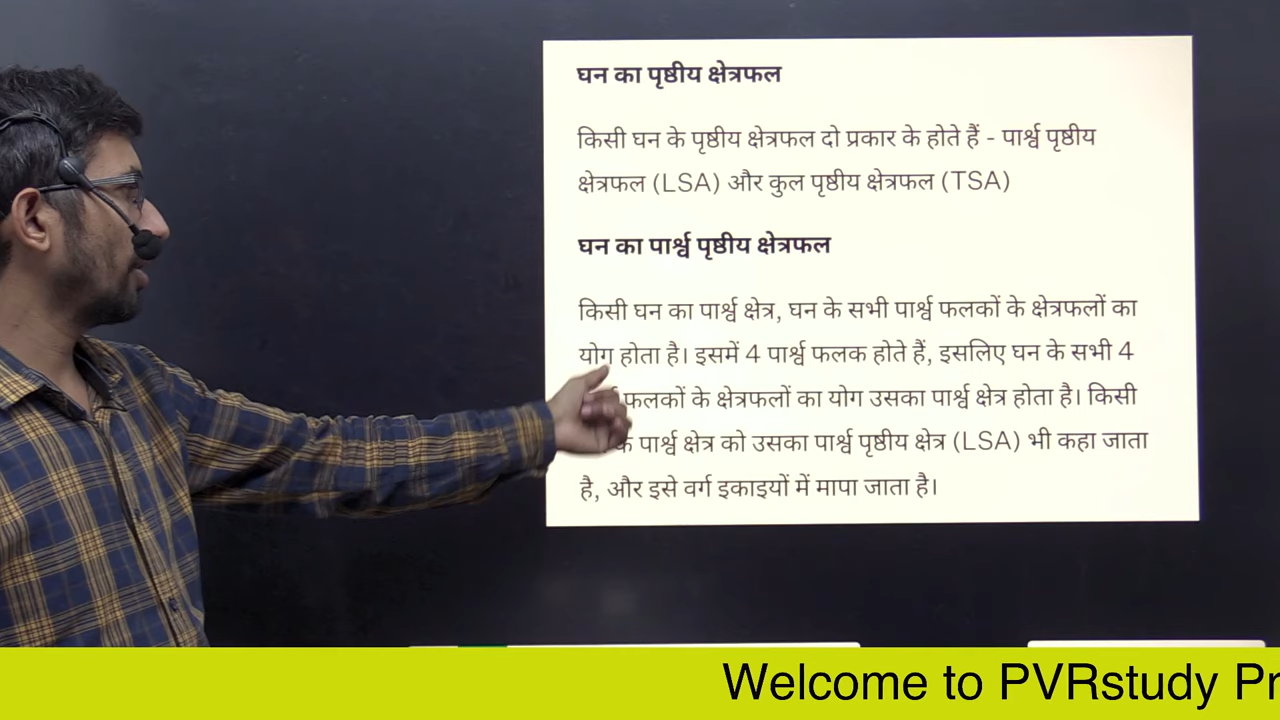 घन का पृष्ठीय क्षेत्रफल
किसी घन के पृष्ठीय क्षेत्रफल दो प्रकार के होते हैं - पार्श्व पृष्ठीय
क्षेत्रफल (LSA) और कुल पृष्ठीय क्षेत्रफल (TSA)
घन का पार्श्व पृष्ठीय क्षेत्रफल
किसी घन का पार्श्व क्षेत्र, घन के सभी पार्श्व फलकों के क्षेत्रफलों का
योग होता है। इसमें 4 पार्श्व फलक होते हैं, इसलिए घन के सभी 4
फलकों के क्षेत्रफलों का योग उसका पार्श्व क्षेत्र होता है। किसी
के पार्श्व क्षेत्र को उसका पार्श्व पृष्ठीय क्षेत्र (LSA) भी कहा जाता
है, और इसे वर्ग इकाइयों में मापा जाता है।
Welcome to PVRstudy Pr